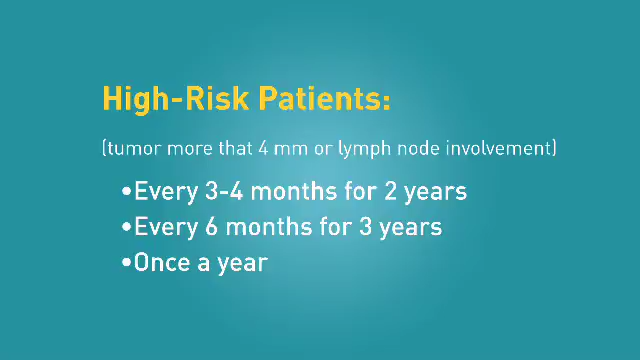 High-Risk Patients:
(tumor more that 4 mm or lymph node involvement)
•Every 3-4 months for 2 years
•Every 6 months for 3 years
•Once a year